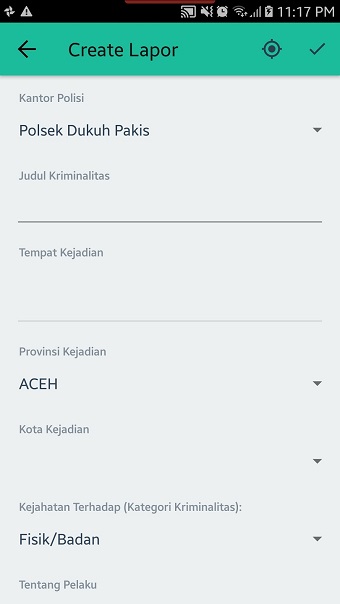 11:17 PM
Create Lapor
Kantor Polisi
Polsek Dukuh Pakis
Judul Kriminalitas
Tempat Kejadian
Provinsi Kejadian
ACEH
Kota Kejadian
Kejahatan Terhadap (Kategori Kriminalitas):
Fisik/Badan
Tentang Pelaku